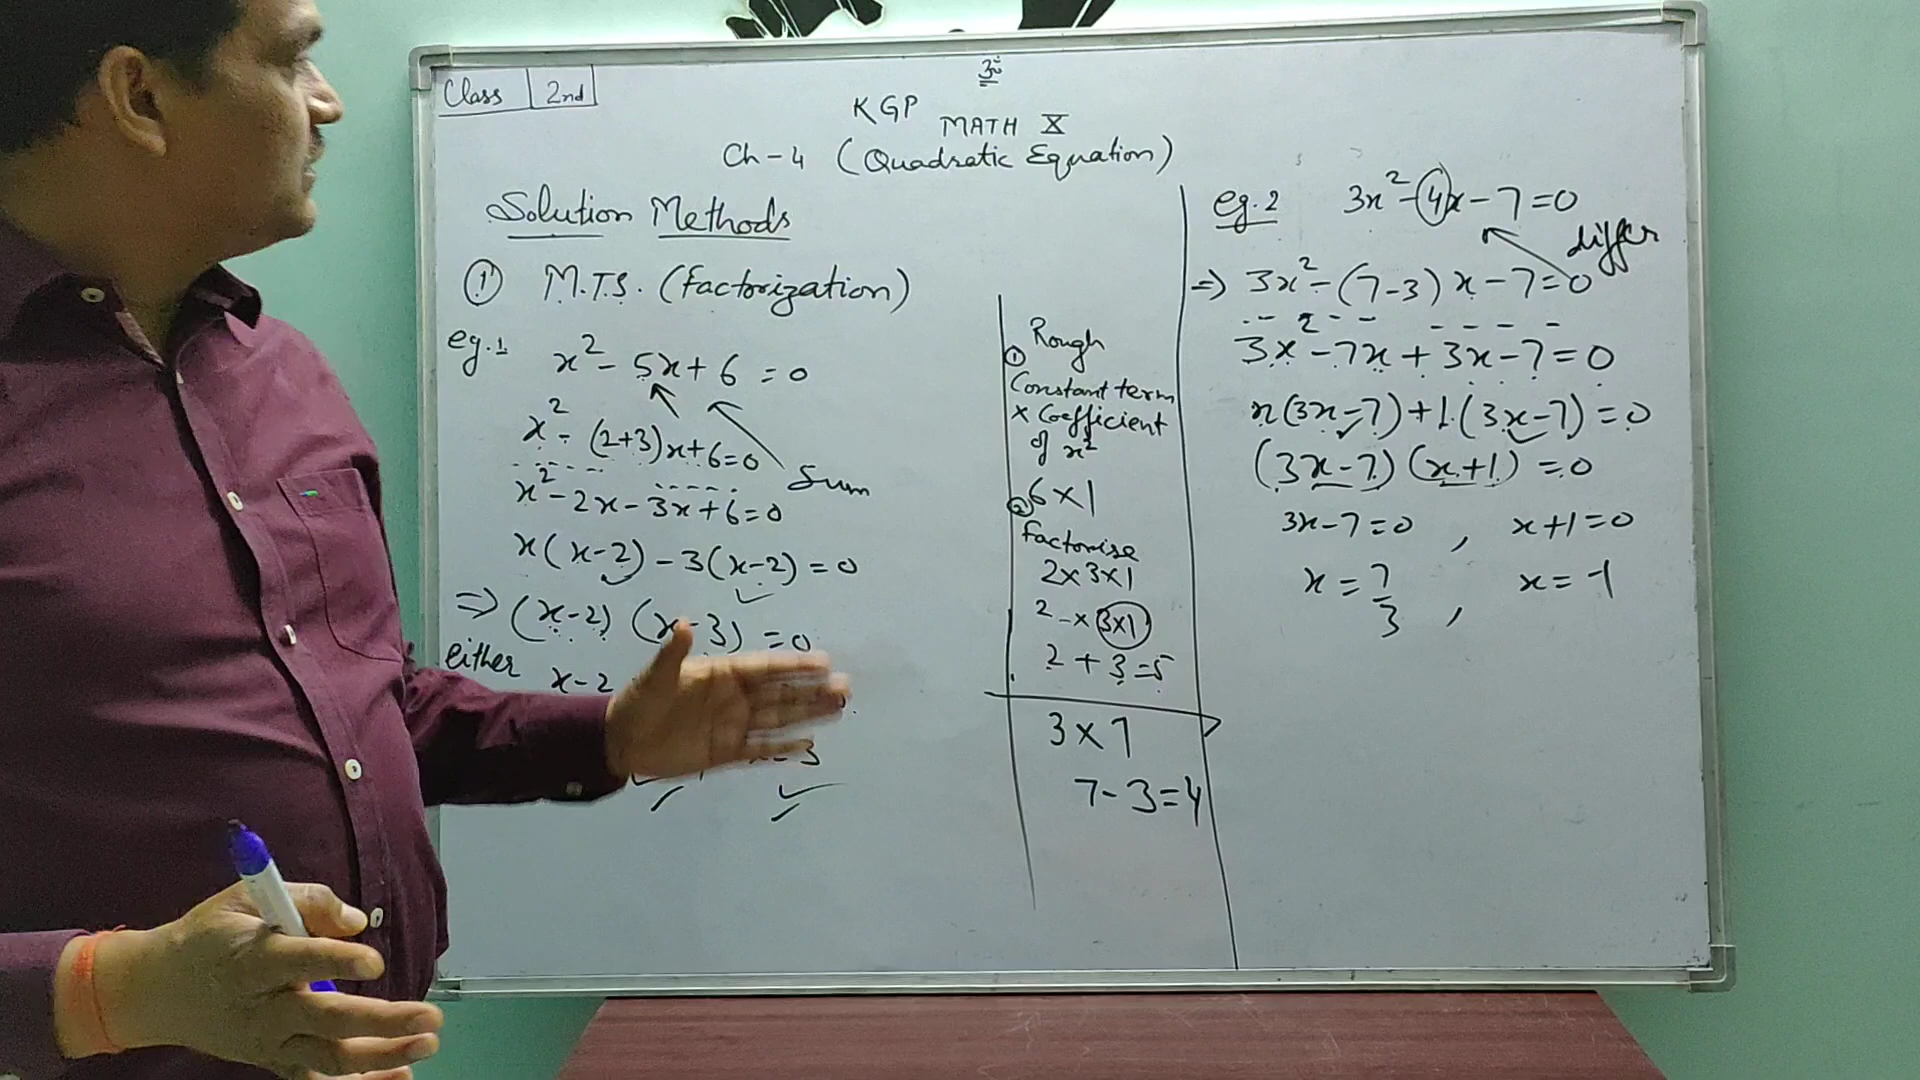 Class | 2nd
ॐ
KGP
MATH X
Ch-4 (Quadratic Equation)
Solution Methods
① M.T.S. (Factorization)
eg.1
x² - 5x + 6 = 0
x² - (2+3)x + 6 = 0
Sum
x² - 2x - 3x + 6 = 0
x(x-2) - 3(x-2) = 0
⇒ (x-2) (x-3) = 0
either x-2
3
Rough
①
Constant term
× Coefficient
of x²
6×1
②
Factorise
2×3×1
2 × 3×1
2 + 3 = 5
3 × 7
7 - 3 = 4
eg.2 3x² - 4x - 7 = 0
differ
⇒ 3x² - (7-3)x - 7 = 0
3x² - 7x + 3x - 7 = 0
x(3x-7) + 1.(3x-7) = 0
(3x-7) (x+1) = 0
3x-7 = 0 , x+1 = 0
x = 7/3 , x = -1